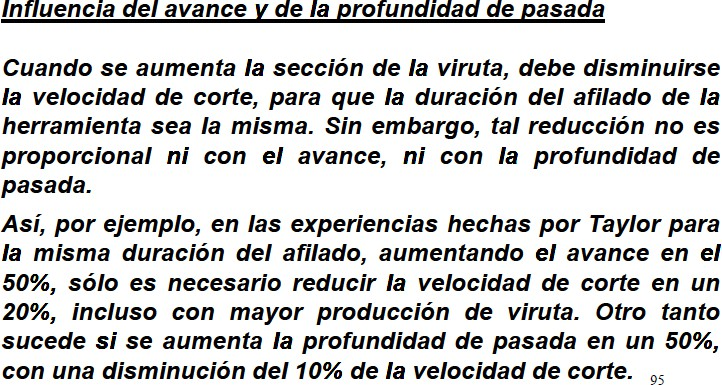 Influencia del avance y de la profundidad de pasada
Cuando se aumenta la sección de la viruta, debe disminuirse
la velocidad de corte, para que la duración del afilado de la
herramienta sea la misma. Sin embargo, tal reducción no es
proporcional ni con el avance, ni con la profundidad de
pasada.
Así, por ejemplo, en las experiencias hechas por Taylor para
la misma duración del afilado, aumentando el avance en el
50%, sólo es necesario reducir la velocidad de corte en un
20%, incluso con mayor producción de viruta. Otro tanto
sucede si se aumenta la profundidad de pasada en un 50%,
con una disminución del 10% de la velocidad de corte.
95